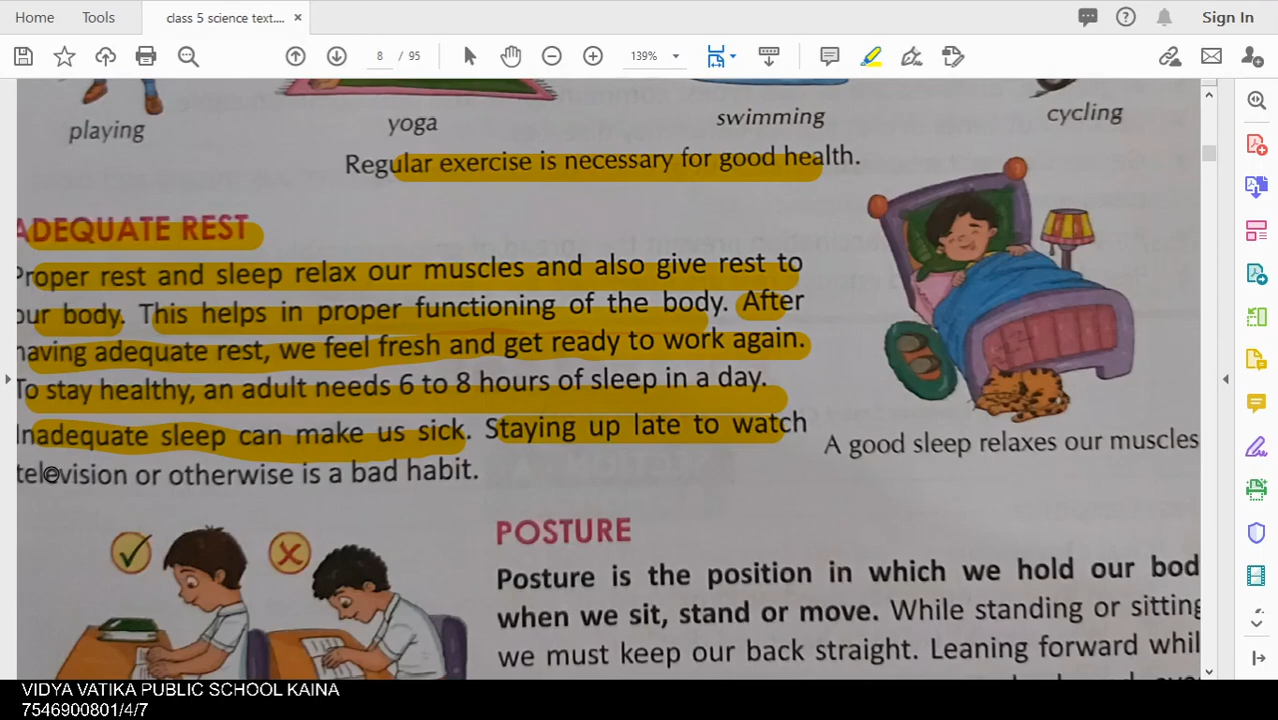 Home Tools class 5 science text.... × Sign In
8 / 95 139%
playing yoga swimming cycling
Regular exercise is necessary for good health.
ADEQUATE REST
Proper rest and sleep relax our muscles and also give rest to
our body. This helps in proper functioning of the body. After
having adequate rest, we feel fresh and get ready to work again.
To stay healthy, an adult needs 6 to 8 hours of sleep in a day.
Inadequate sleep can make us sick. Staying up late to watch
television or otherwise is a bad habit.
A good sleep relaxes our muscles
POSTURE
Posture is the position in which we hold our bod
when we sit, stand or move. While standing or sitting
we must keep our back straight. Leaning forward whil
VIDYA VATIKA PUBLIC SCHOOL KAINA
7546900801/4/7